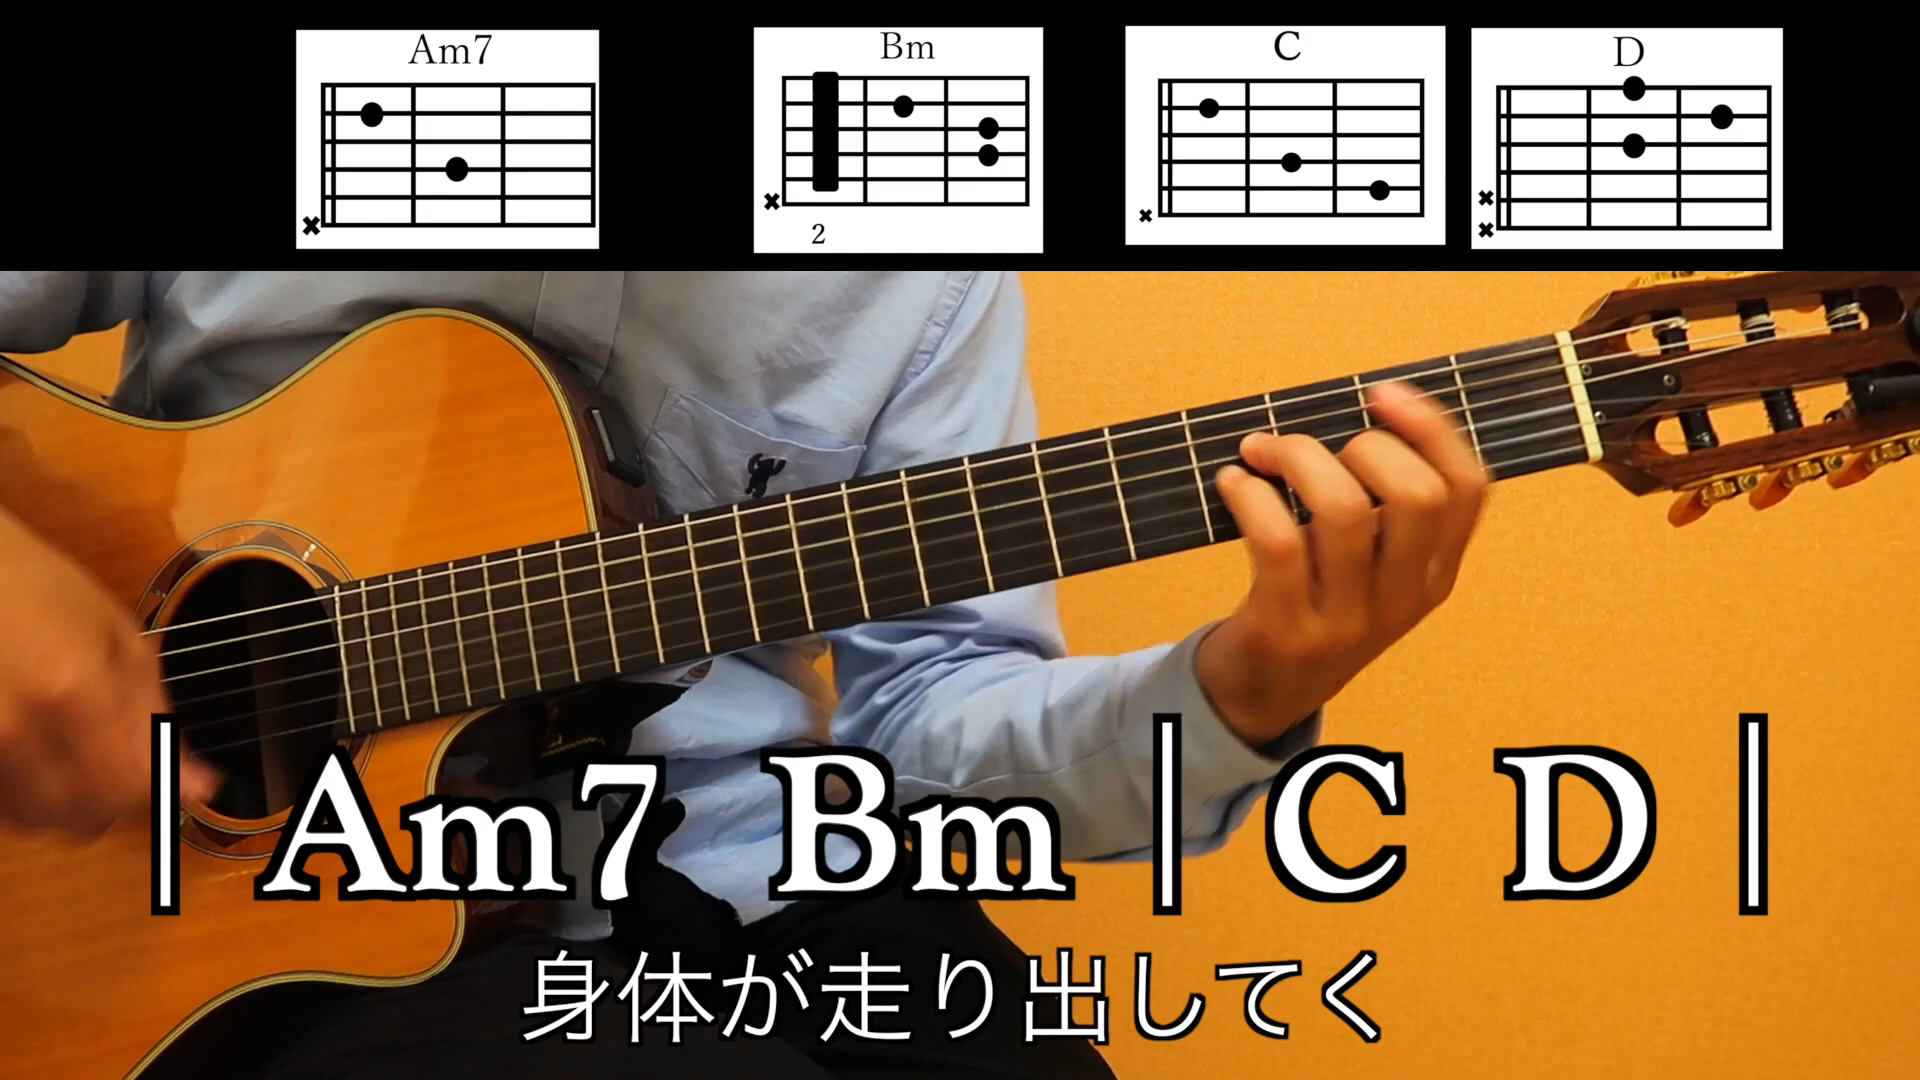 Am7 Bm C D
× × × ×
×
2
| Am7 Bm | C D |
身体が走り出してく